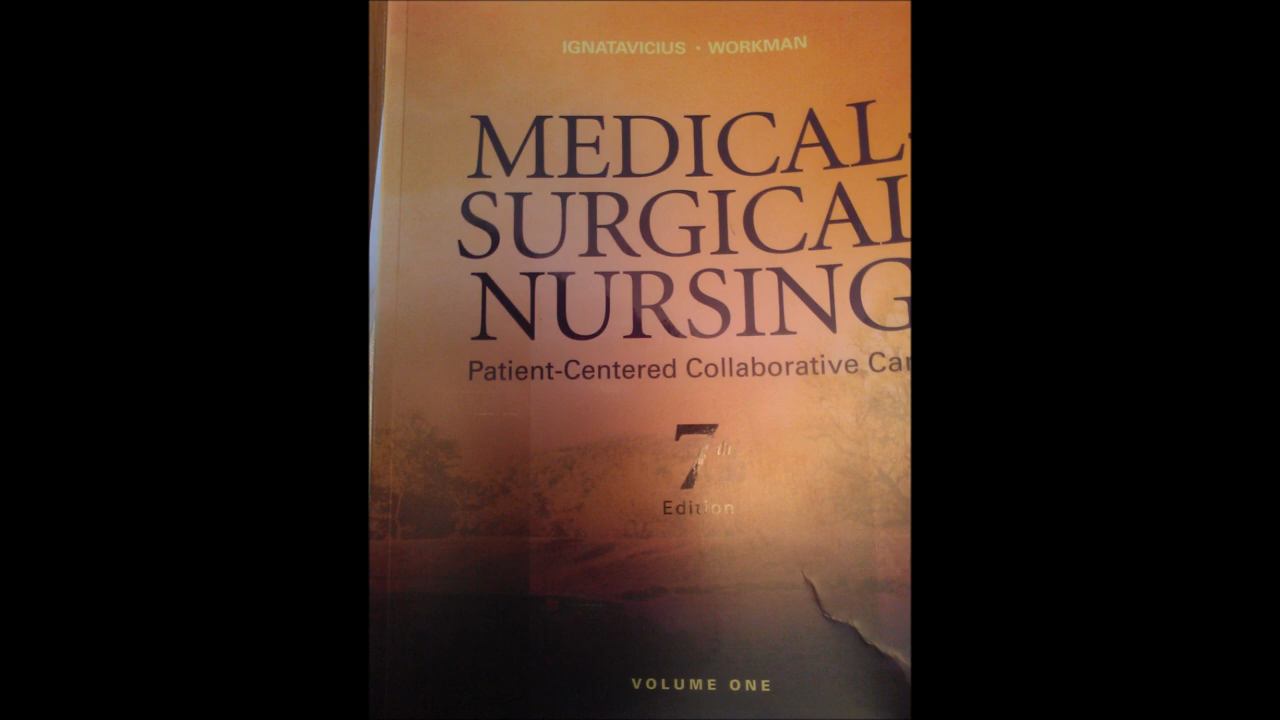 IGNATAVICIUS • WORKMAN
MEDICAL-
SURGICAL
NURSING
Patient-Centered Collaborative Car
7th
Edition
VOLUME ONE